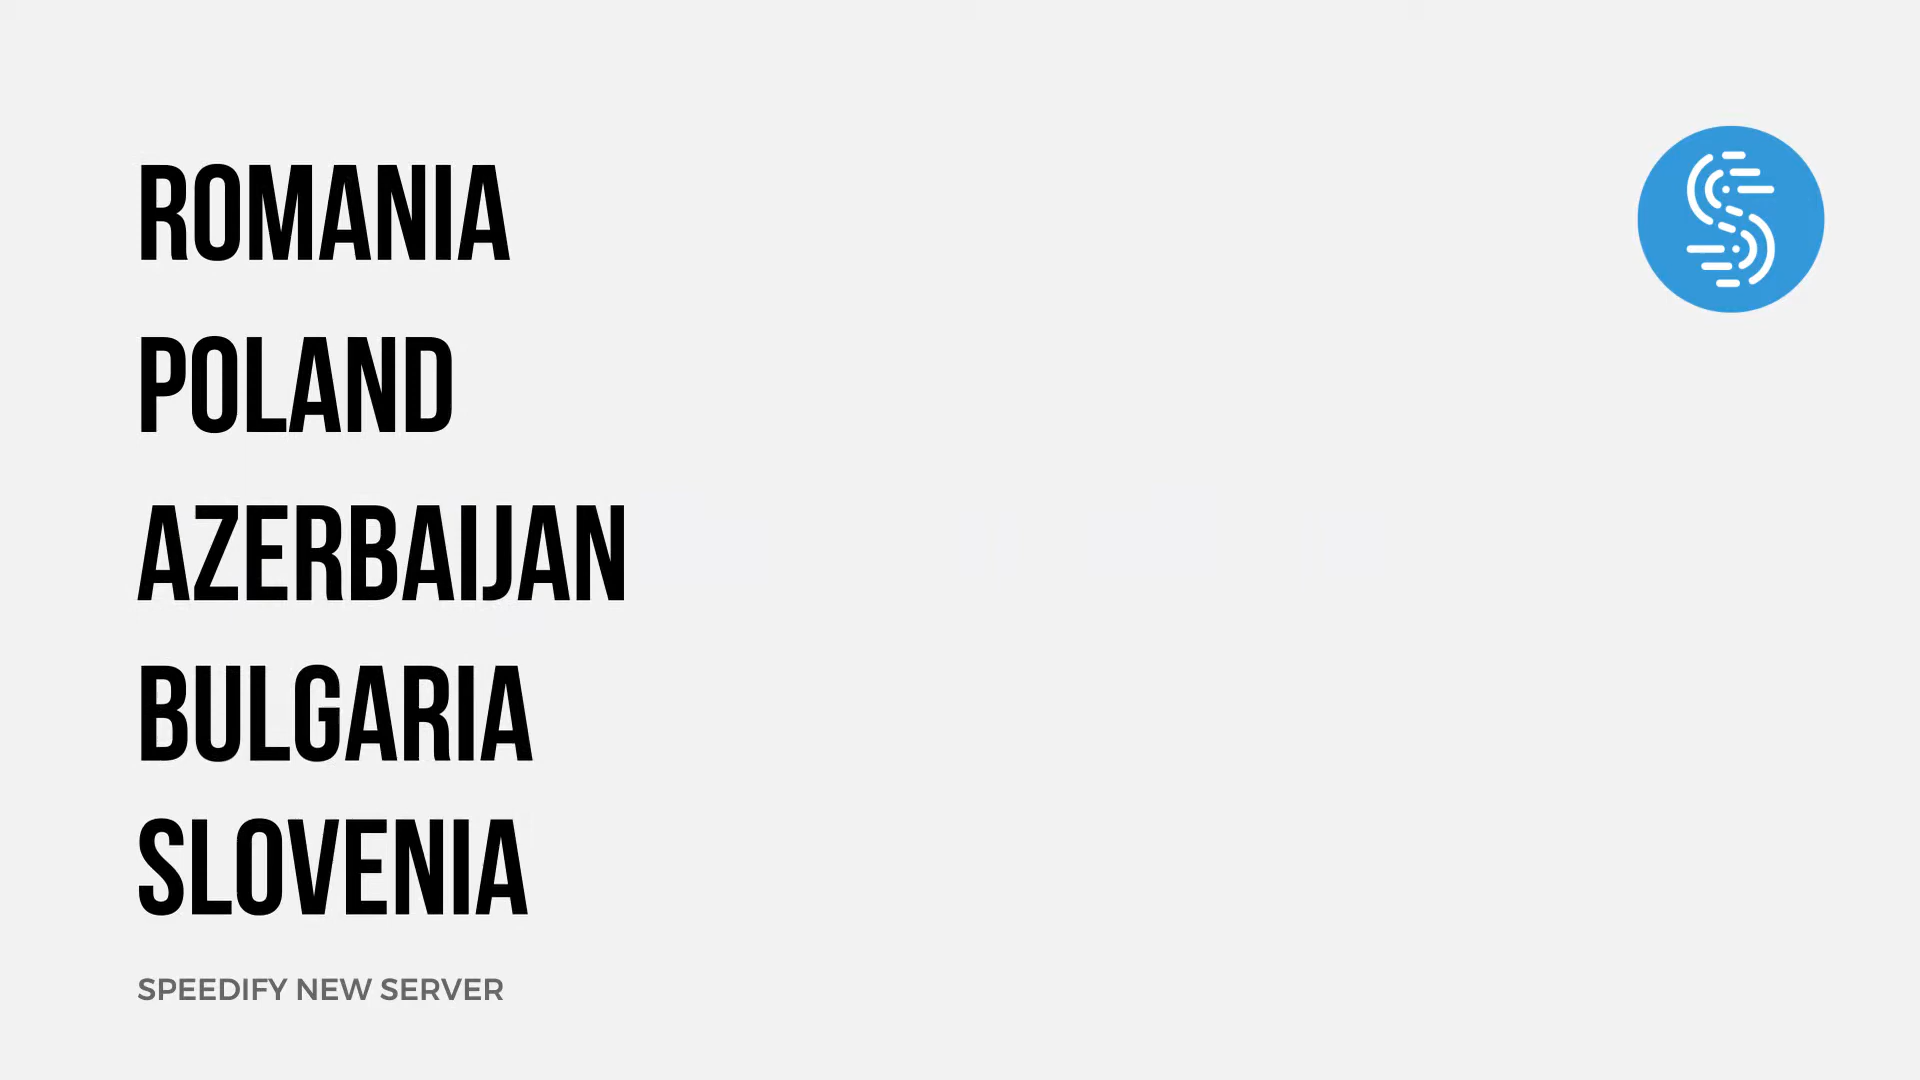 ROMANIA
POLAND
AZERBAIJAN
BULGARIA
SLOVENIA
SPEEDIFY NEW SERVER